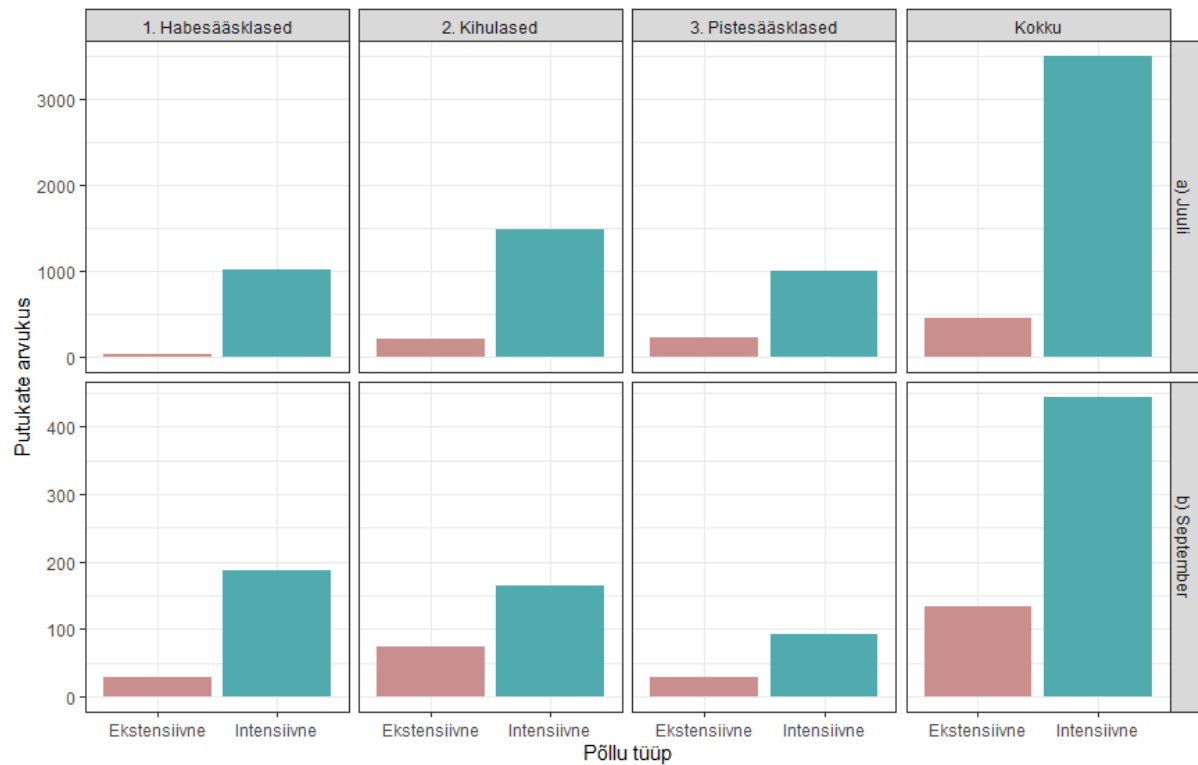 1. Habesääsklased
2. Kihulased
3. Pistesääsklased
Kokku
Putukate arvukus
3000
2000
1000
0
a) Juuli
400
300
200
100
0
b) September
Ekstensiivne
Intensiivne
Ekstensiivne
Intensiivne
Ekstensiivne
Intensiivne
Ekstensiivne
Intensiivne
Põllu tüüp